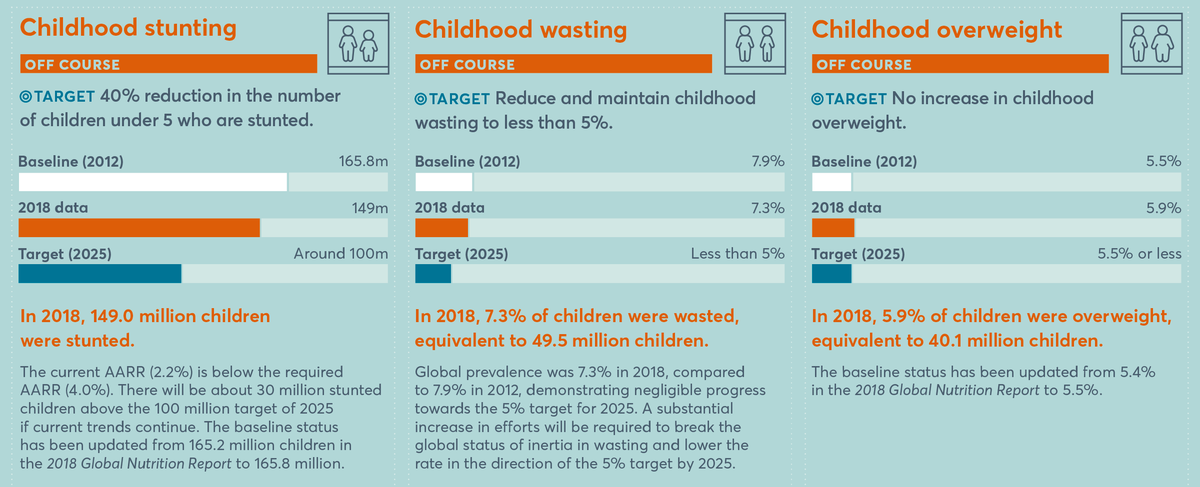 Childhood stunting
OFF COURSE
TARGET 40% reduction in the number
of children under 5 who are stunted.
Baseline (2012) 165.8m
2018 data 149m
Target (2025) Around 100m
In 2018, 149.0 million children
were stunted.
The current AARR (2.2%) is below the required
AARR (4.0%). There will be about 30 million stunted
children above the 100 million target of 2025
if current trends continue. The baseline status
has been updated from 165.2 million children in
the 2018 Global Nutrition Report to 165.8 million.
Childhood wasting
OFF COURSE
TARGET Reduce and maintain childhood
wasting to less than 5%.
Baseline (2012) 7.9%
2018 data 7.3%
Target (2025) Less than 5%
In 2018, 7.3% of children were wasted,
equivalent to 49.5 million children.
Global prevalence was 7.3% in 2018, compared
to 7.9% in 2012, demonstrating negligible progress
towards the 5% target for 2025. A substantial
increase in efforts will be required to break the
global status of inertia in wasting and lower the
rate in the direction of the 5% target by 2025.
Childhood overweight
OFF COURSE
TARGET No increase in childhood
overweight.
Baseline (2012) 5.5%
2018 data 5.9%
Target (2025) 5.5% or less
In 2018, 5.9% of children were overweight,
equivalent to 40.1 million children.
The baseline status has been updated from 5.4%
in the 2018 Global Nutrition Report to 5.5%.